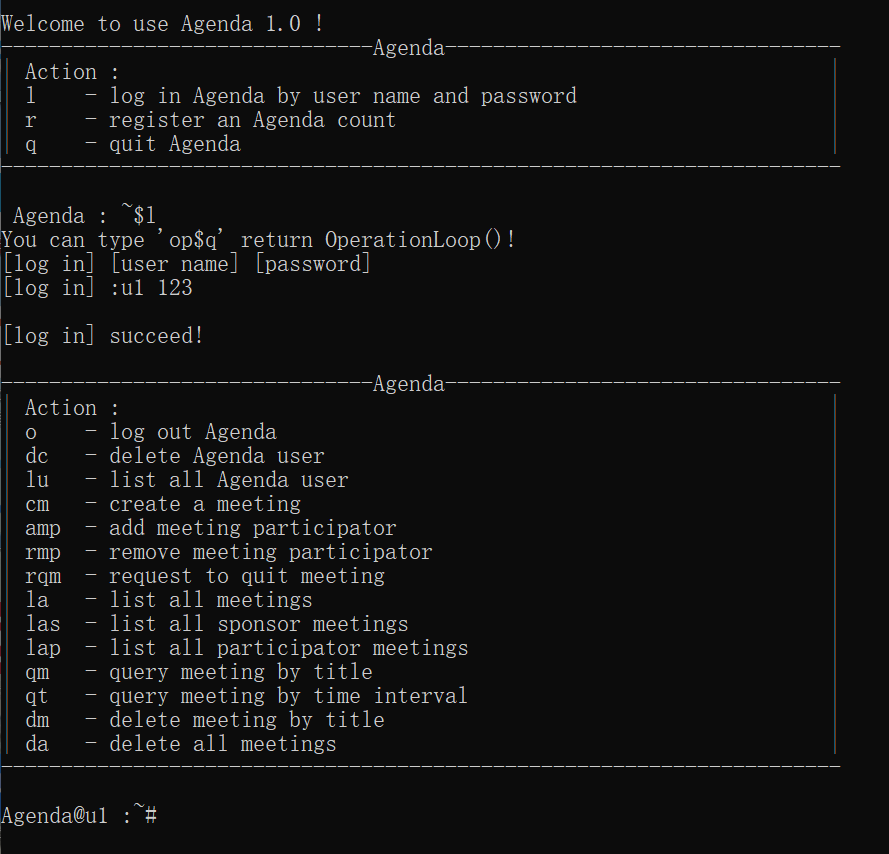 Welcome to use Agenda 1.0 !
-------------------------------Agenda---------------------------------
| Action :
| l    - log in Agenda by user name and password
| r    - register an Agenda count
| q    - quit Agenda
----------------------------------------------------------------------
Agenda : ~$l
You can type 'op$q' return OperationLoop()!
[log in] [user name] [password]
[log in] :u1 123
[log in] succeed!
-------------------------------Agenda---------------------------------
| Action :
| o    - log out Agenda
| dc   - delete Agenda user
| lu   - list all Agenda user
| cm   - create a meeting
| amp  - add meeting participator
| rmp  - remove meeting participator
| rqm  - request to quit meeting
| la   - list all meetings
| las  - list all sponsor meetings
| lap  - list all participator meetings
| qm   - query meeting by title
| qt   - query meeting by time interval
| dm   - delete meeting by title
| da   - delete all meetings
----------------------------------------------------------------------
Agenda@u1 :~#